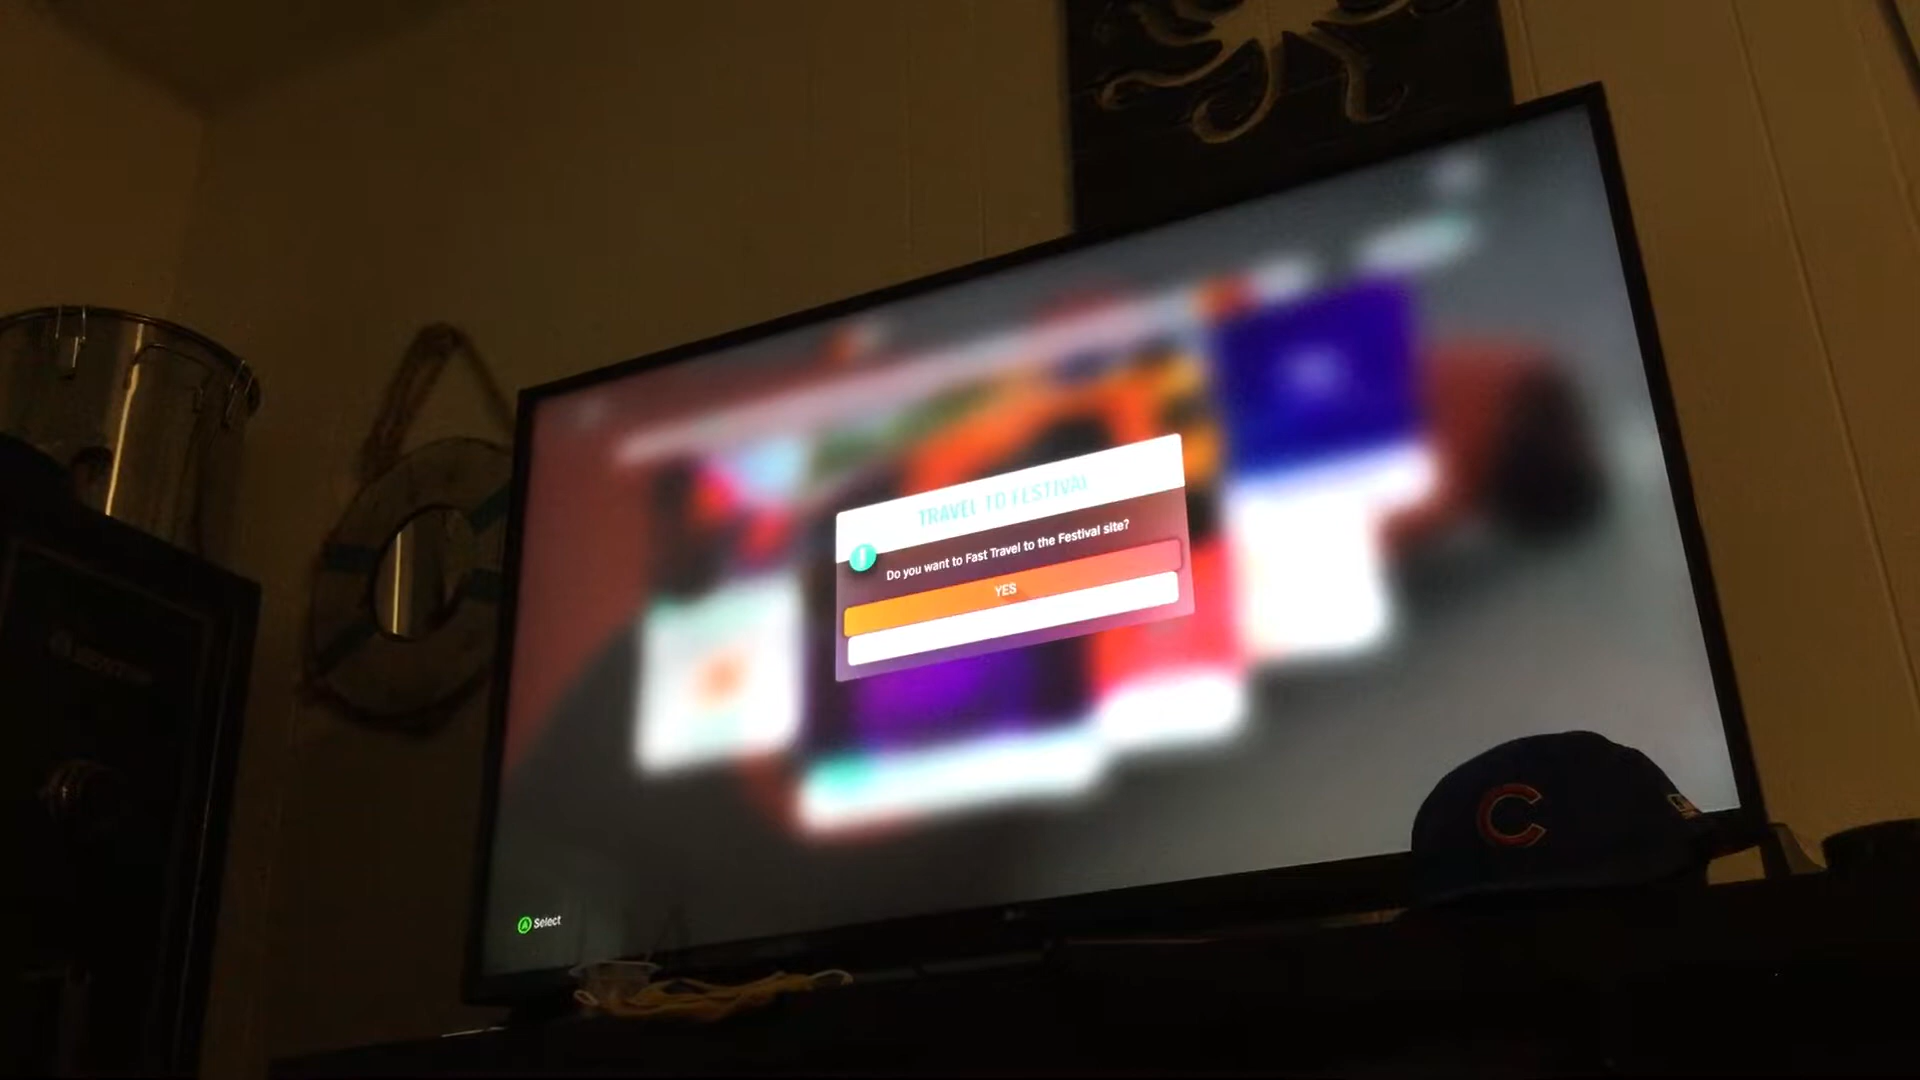 TRAVEL TO FESTIVAL
Do you want to Fast Travel to the Festival site?
YES
A Select
C